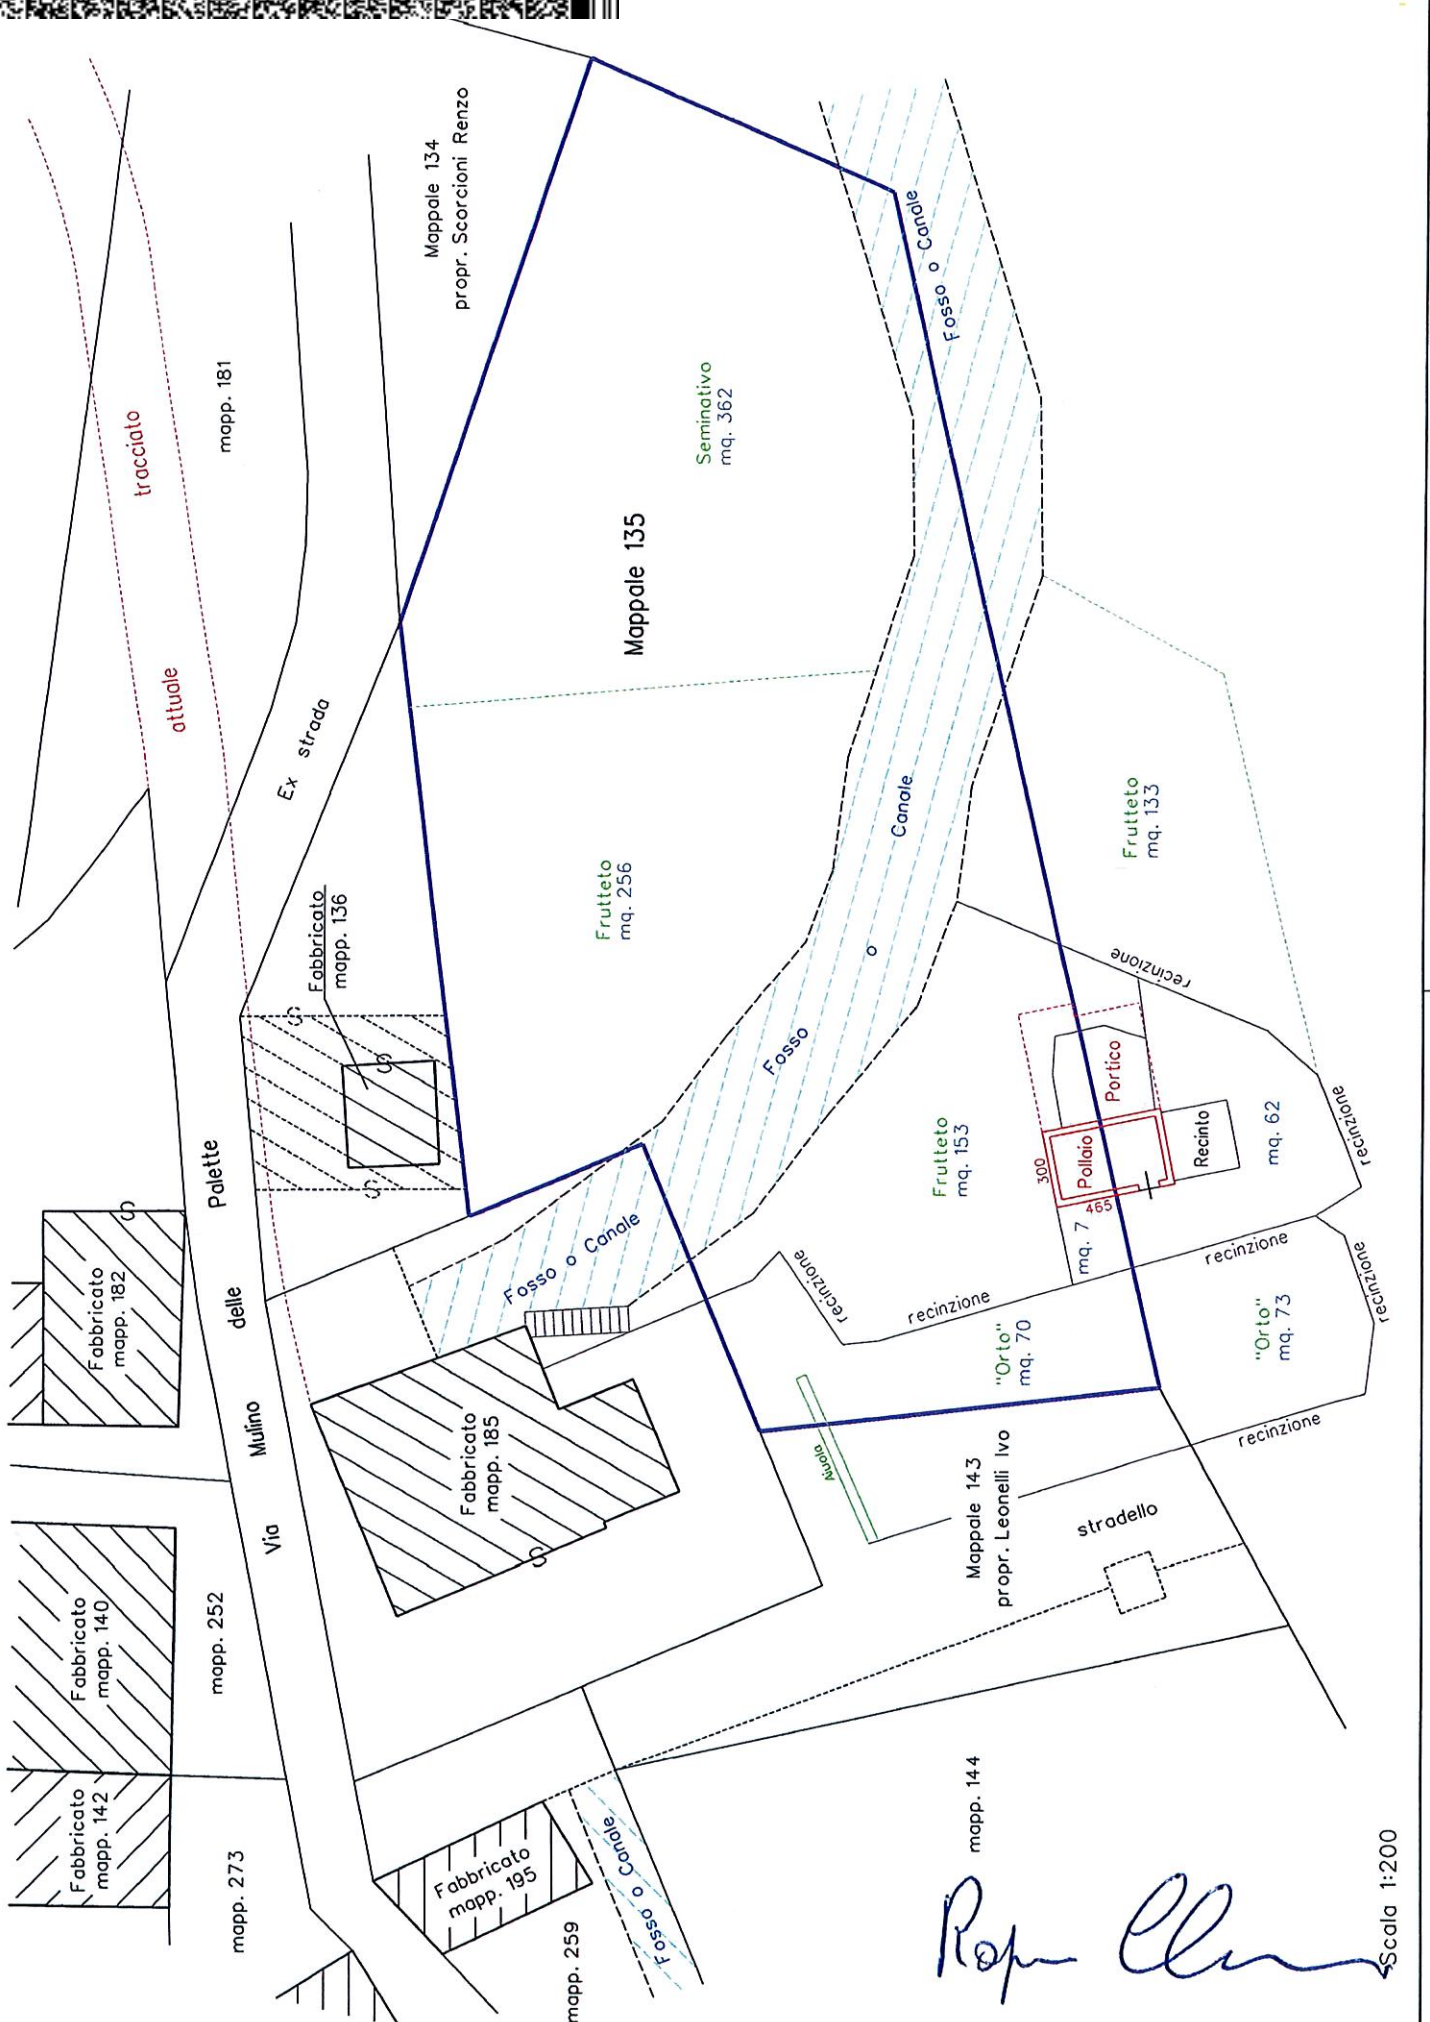 Mappale 134
propr. Scorcioni Renzo
tracciato
attuale
mapp. 181
Ex strada
Seminativo
mq. 362
Mappale 135
Fosso o Canale
Fabbricato
mapp. 136
Frutteto
mq. 256
Fosso o Canale
Frutteto
mq. 133
recinzione
Via Mulino delle Palette
Fabbricato
mapp. 182
Fosso o Canale
Frutteto
mq. 153
Portico
Pollaio
300
465
Recinto
mq. 62
mq. 7
recinzione
recinzione
recinzione
recinzione
recinzione
recinzione
"Orto"
mq. 70
"Orto"
mq. 73
Fabbricato
mapp. 185
Aiuola
Mappale 143
propr. Leonelli Ivo
stradello
Fabbricato
mapp. 140
mapp. 252
Fabbricato
mapp. 142
mapp. 273
Fabbricato
mapp. 195
Fosso o Canale
mapp. 259
mapp. 144
Scala 1:200